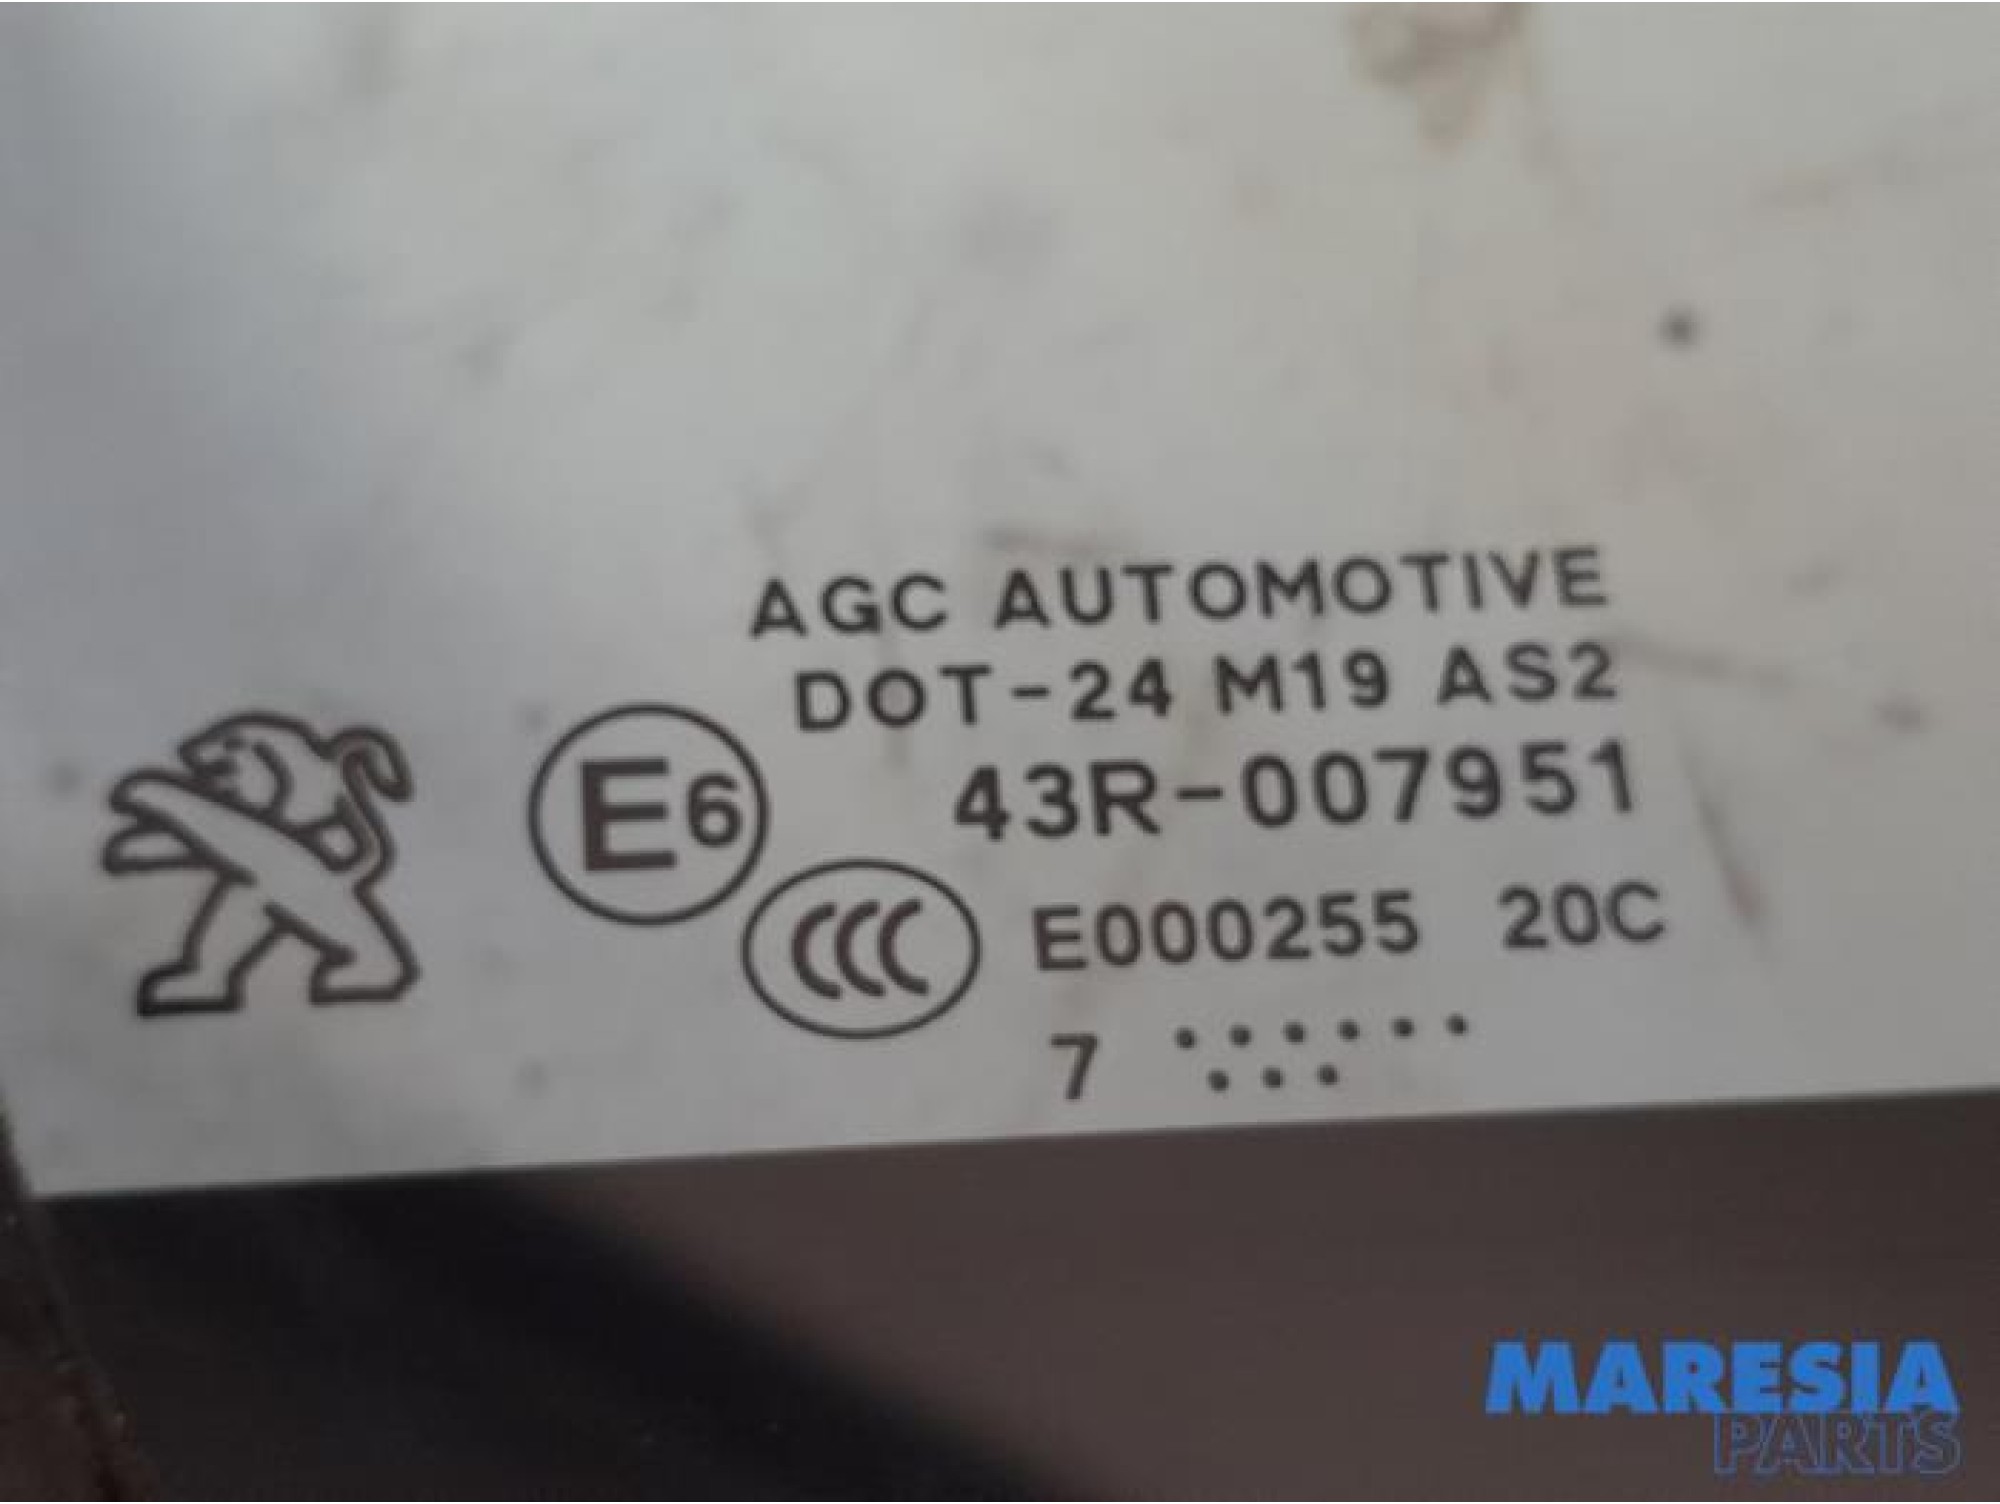 AGC AUTOMOTIVE
DOT-24 M19 AS2
E6 43R-007951
CCC E000255 20C
7
MARESIA
PARTS